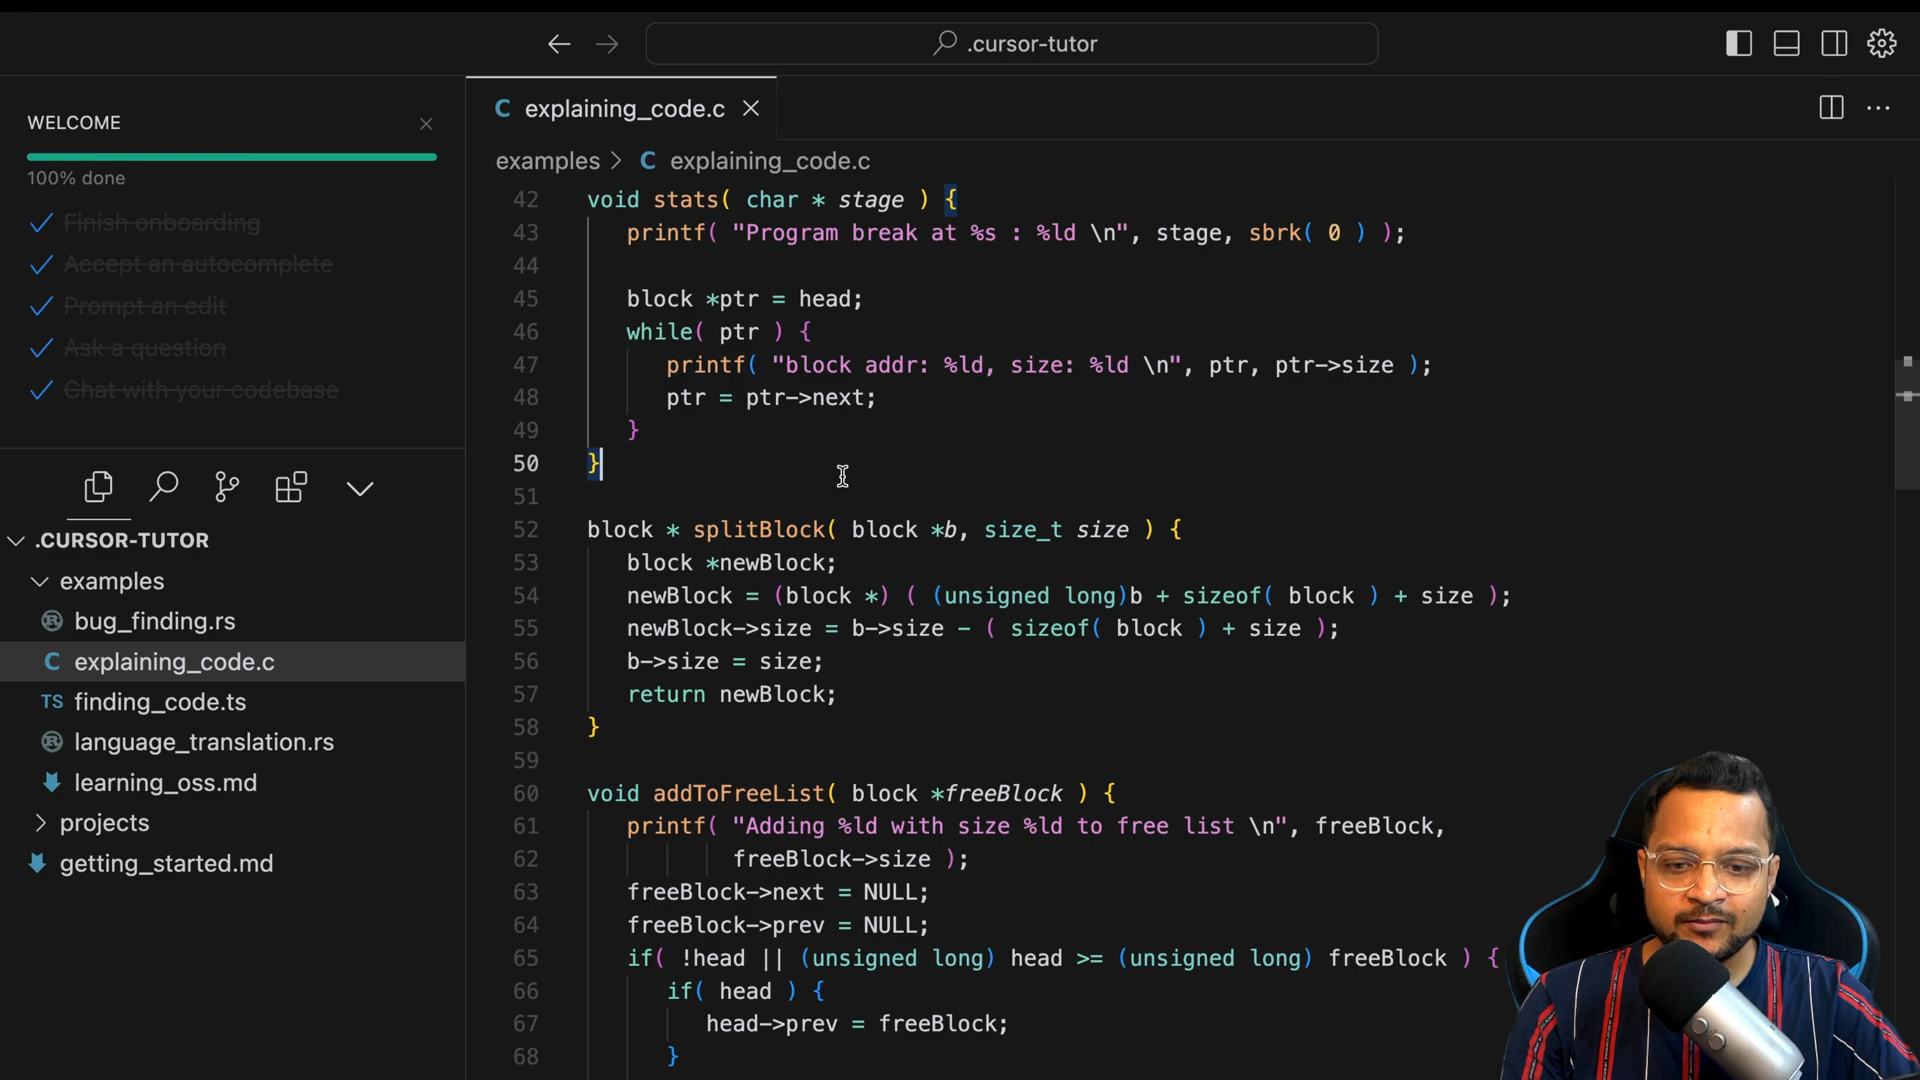 .cursor-tutor
WELCOME
100% done
Finish onboarding
Accept an autocomplete
Prompt an edit
Ask a question
Chat with your codebase
.CURSOR-TUTOR
examples
bug_finding.rs
C explaining_code.c
TS finding_code.ts
language_translation.rs
learning_oss.md
projects
getting_started.md
C explaining_code.c
examples > C explaining_code.c
42 void stats( char * stage ) {
43 printf( "Program break at %s : %ld \n", stage, sbrk( 0 ) );
44
45 block *ptr = head;
46 while( ptr ) {
47 printf( "block addr: %ld, size: %ld \n", ptr, ptr->size );
48 ptr = ptr->next;
49 }
50 }
51
52 block * splitBlock( block *b, size_t size ) {
53 block *newBlock;
54 newBlock = (block *) ( (unsigned long)b + sizeof( block ) + size );
55 newBlock->size = b->size - ( sizeof( block ) + size );
56 b->size = size;
57 return newBlock;
58 }
59
60 void addToFreeList( block *freeBlock ) {
61 printf( "Adding %ld with size %ld to free list \n", freeBlock,
62 freeBlock->size );
63 freeBlock->next = NULL;
64 freeBlock->prev = NULL;
65 if( !head || (unsigned long) head >= (unsigned long) freeBlock ) {
66 if( head ) {
67 head->prev = freeBlock;
68 }